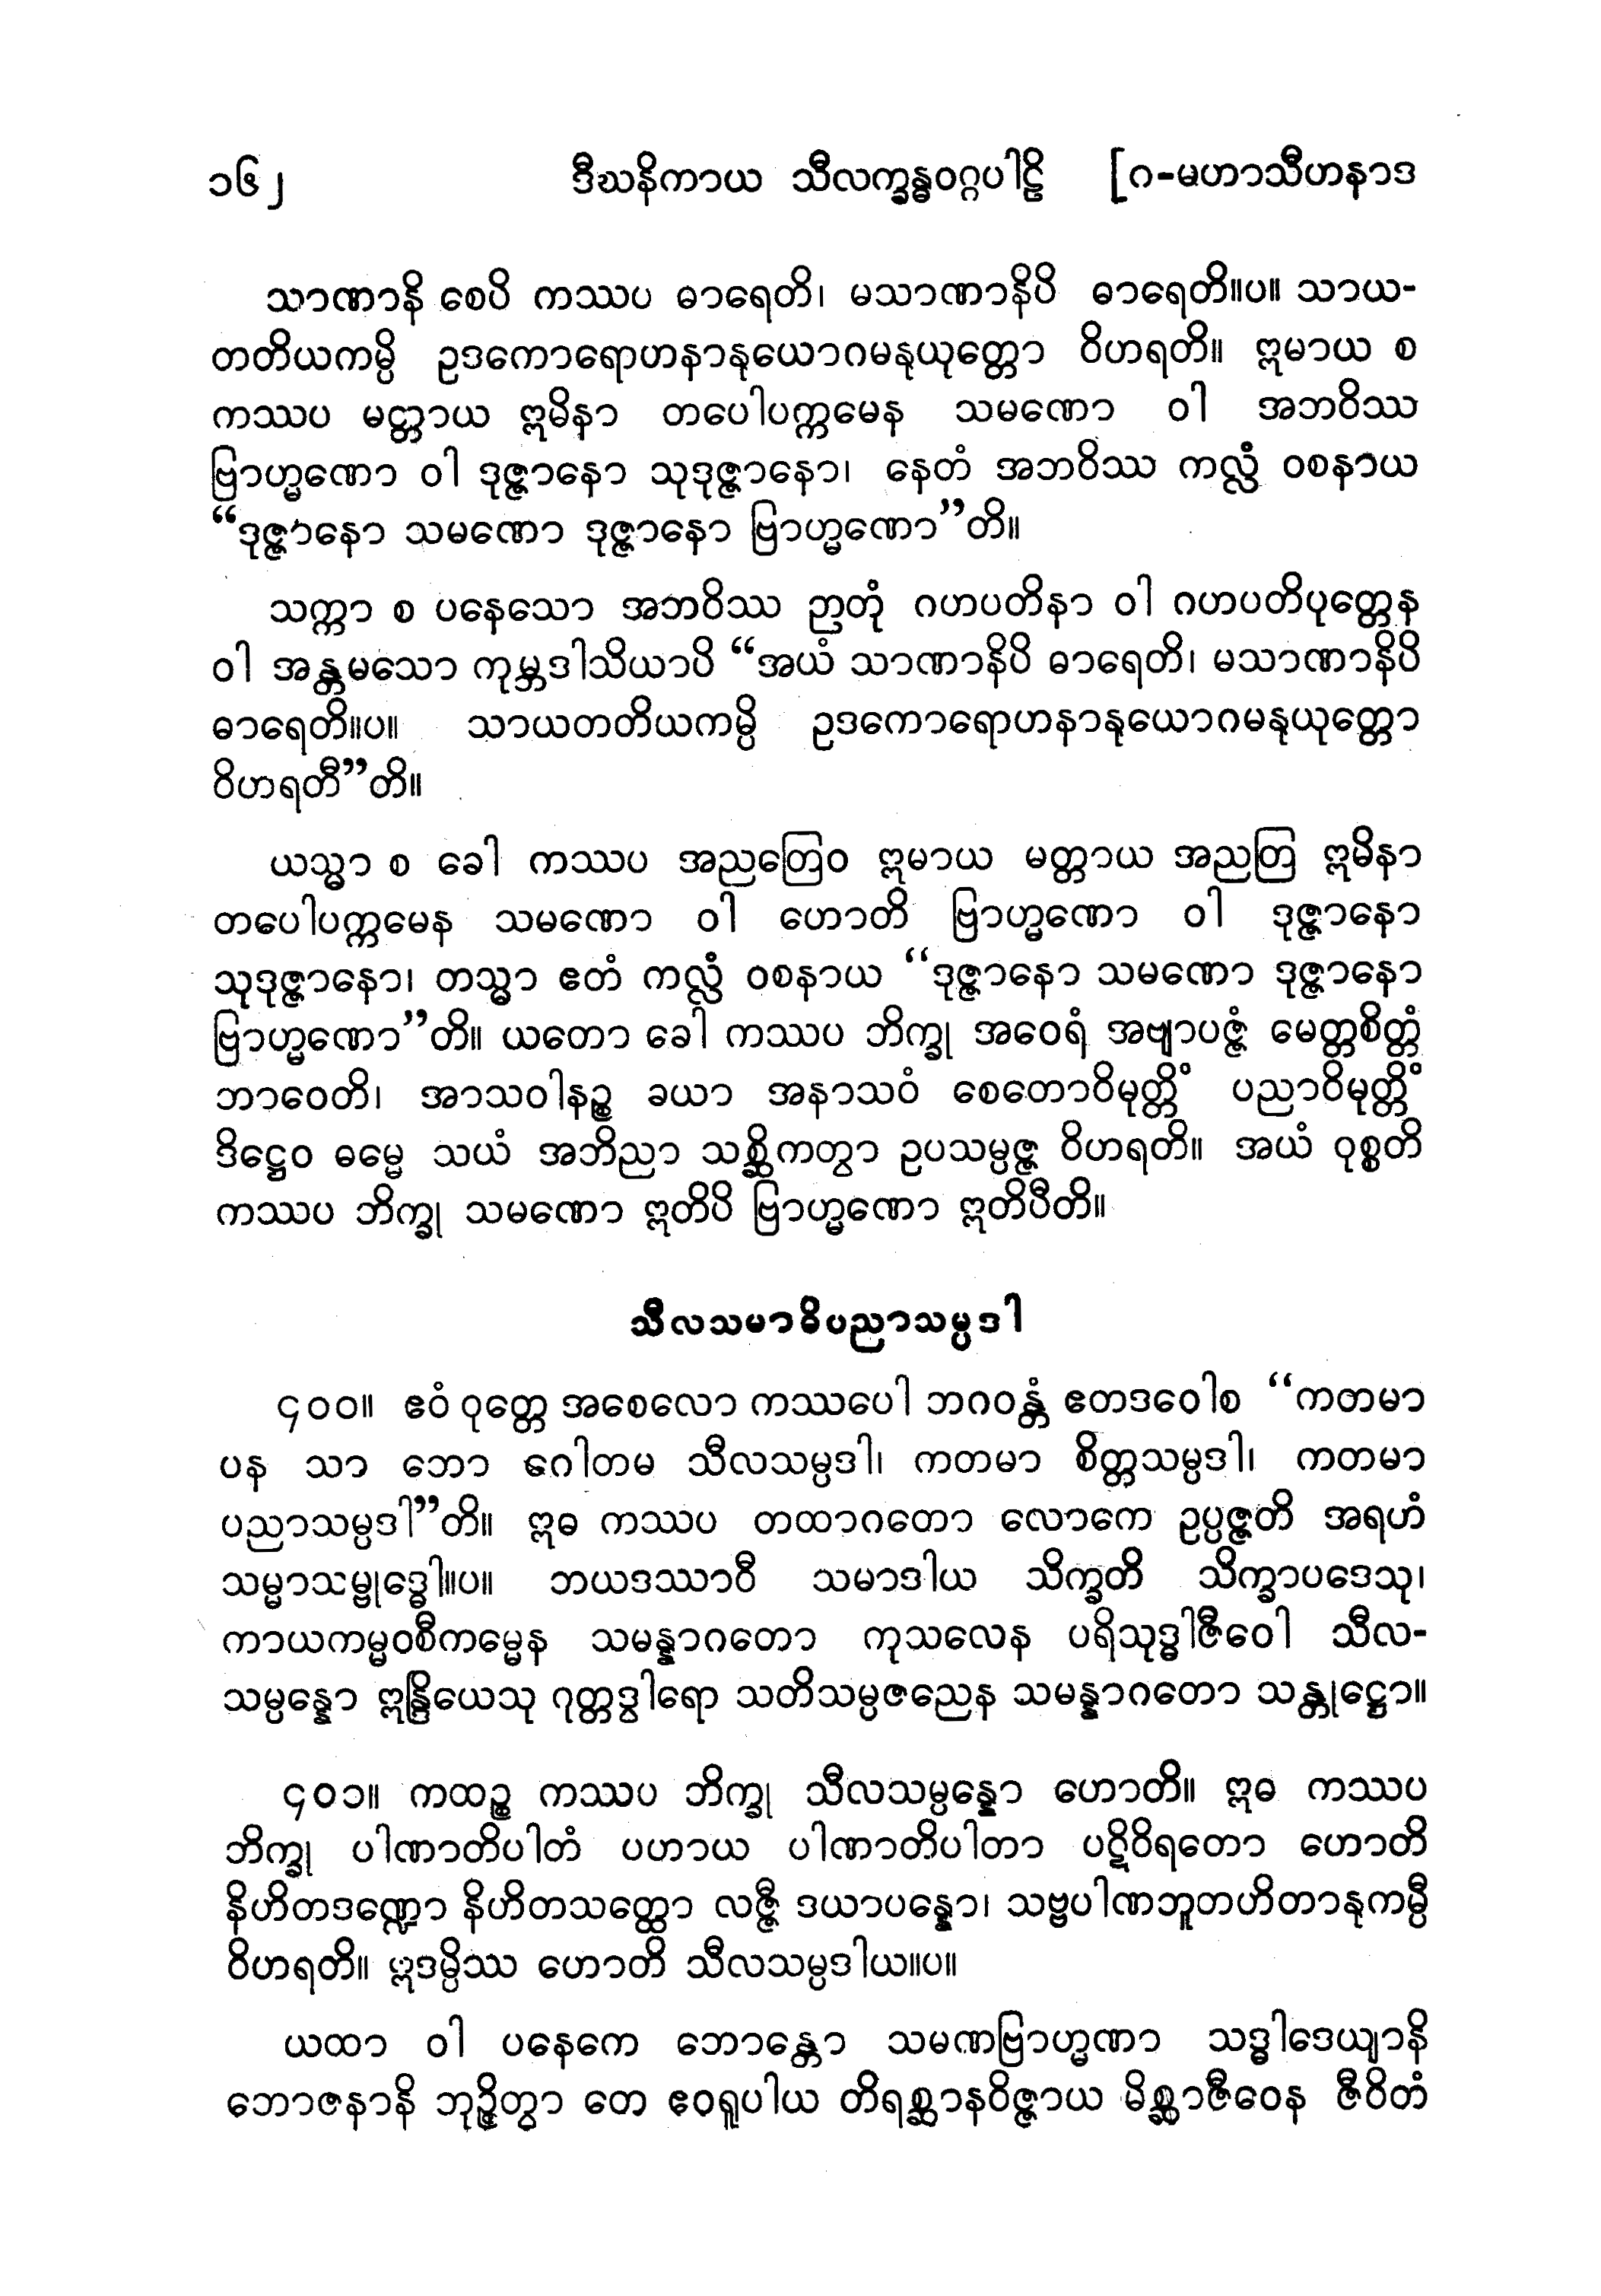 ၁၆၂ ဒီဃနိကာယ သီလက္ခန္ဓဝဂ္ဂပါဠိ [ဂ-မဟာသီဟနာဒ
သာဏာနိ စေပိ ကဿပ ဓာရေတိ၊ မသာဏာနိပိ ဓာရေတိ။ပ။ သာယ-
တတိယကမ္ပိ ဥဒကောရောဟနာနုယောဂမနုယုတ္တော ဝိဟရတိ။ ဣမာယ စ
ကဿပ မတ္တာယ ဣမိနာ တပေါပက္ကမေန သမဏော ဝါ အဘဝိဿ
ဗြာဟ္မဏော ဝါ ဒုဇ္ဇာနော သုဒုဇ္ဇာနော၊ နေတံ အဘဝိဿ ကလ္လံ ဝစနာယ
“ဒုဇ္ဇာနော သမဏော ဒုဇ္ဇာနော ဗြာဟ္မဏော”တိ။
သက္ကာ စ ပနေသော အဘဝိဿ ဉာတုံ ဂဟပတိနာ ဝါ ဂဟပတိပုတ္တေန
ဝါ အန္တမသော ကုမ္ဘဒါသိယာပိ “အယံ သာဏာနိပိ ဓာရေတိ၊ မသာဏာနိပိ
ဓာရေတိ။ပ။ သာယတတိယကမ္ပိ ဥဒကောရောဟနာနုယောဂမနုယုတ္တော
ဝိဟရတီ”တိ။
ယသ္မာ စ ခေါ ကဿပ အညတြေဝ ဣမာယ မတ္တာယ အညတြ ဣမိနာ
တပေါပက္ကမေန သမဏော ဝါ ဟောတိ ဗြာဟ္မဏော ဝါ ဒုဇ္ဇာနော
သုဒုဇ္ဇာနော၊ တသ္မာ ဧတံ ကလ္လံ ဝစနာယ “ဒုဇ္ဇာနော သမဏော ဒုဇ္ဇာနော
ဗြာဟ္မဏော”တိ။ ယတော ခေါ ကဿပ ဘိက္ခု အဝေရံ အဗျာပဇ္ဇံ မေတ္တစိတ္တံ
ဘာဝေတိ၊ အာသဝါနဉ္စ ခယာ အနာသဝံ စေတောဝိမုတ္တိံ ပညာဝိမုတ္တိံ
ဒိဋ္ဌေဝ ဓမ္မေ သယံ အဘိညာ သစ္ဆိကတွာ ဥပသမ္ပဇ္ဇ ဝိဟရတိ။ အယံ ဝုစ္စတိ
ကဿပ ဘိက္ခု သမဏော ဣတိပိ ဗြာဟ္မဏော ဣတိပီတိ။
သီလသမာဓိပညာသမ္ပဒါ
၄၀၀။ ဧဝံ ဝုတ္တေ အစေလော ကဿပေါ ဘဂဝန္တံ ဧတဒဝေါစ “ကတမာ
ပန သာ ဘော ဂေါတမ သီလသမ္ပဒါ၊ ကတမာ စိတ္တသမ္ပဒါ၊ ကတမာ
ပညာသမ္ပဒါ”တိ။ ဣဓ ကဿပ တထာဂတော လောကေ ဥပ္ပဇ္ဇတိ အရဟံ
သမ္မာသမ္ဗုဒ္ဓေါ။ပ။ ဘယဒဿာဝီ သမာဒါယ သိက္ခတိ သိက္ခာပဒေသု၊
ကာယကမ္မဝစီကမ္မေန သမန္နာဂတော ကုသလေန ပရိသုဒ္ဓါဇီဝေါ သီလ-
သမ္ပန္နော ဣန္ဒြိယေသု ဂုတ္တဒွါရော သတိသမ္ပဇညေန သမန္နာဂတော သန္တုဋ္ဌော။
၄၀၁။ ကထဉ္စ ကဿပ ဘိက္ခု သီလသမ္ပန္နော ဟောတိ။ ဣဓ ကဿပ
ဘိက္ခု ပါဏာတိပါတံ ပဟာယ ပါဏာတိပါတာ ပဋိဝိရတော ဟောတိ
နိဟိတဒဏ္ဍော နိဟိတသတ္ထော လဇ္ဇီ ဒယာပန္နော၊ သဗ္ဗပါဏဘူတဟိတာနုကမ္ပီ
ဝိဟရတိ။ ဣဒမ္ပိဿ ဟောတိ သီလသမ္ပဒါယ။ပ။
ယထာ ဝါ ပနေကေ ဘောန္တော သမဏဗြာဟ္မဏာ သဒ္ဓါဒေယျာနိ
ဘောဇနာနိ ဘုဉ္ဇိတွာ တေ ဧဝရူပါယ တိရစ္ဆာနဝိဇ္ဇာယ မိစ္ဆာဇီဝေန ဇီဝိတံ